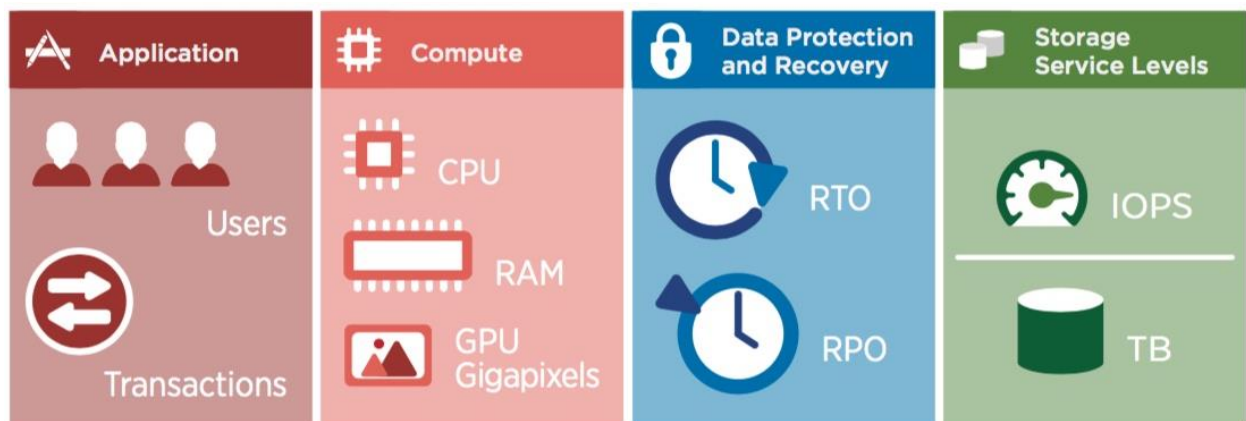 Application
Users
Transactions
Compute
CPU
RAM
GPU
Gigapixels
Data Protection
and Recovery
RTO
RPO
Storage
Service Levels
IOPS
TB